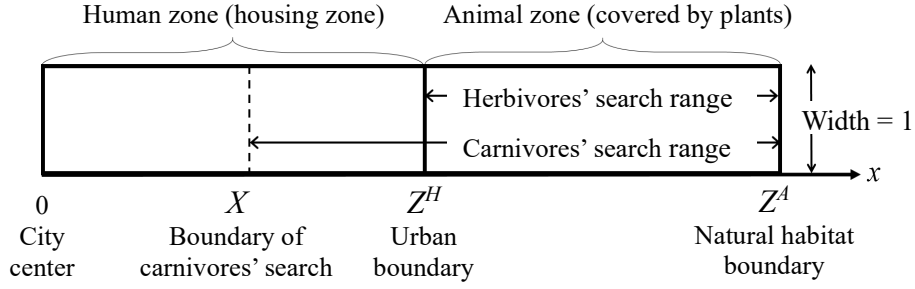 Human zone (housing zone) Animal zone (covered by plants)
Herbivores’ search range
Width = 1
Carnivores’ search range
x
0 X Z^H Z^A
City center
Boundary of carnivores’ search
Urban boundary
Natural habitat boundary